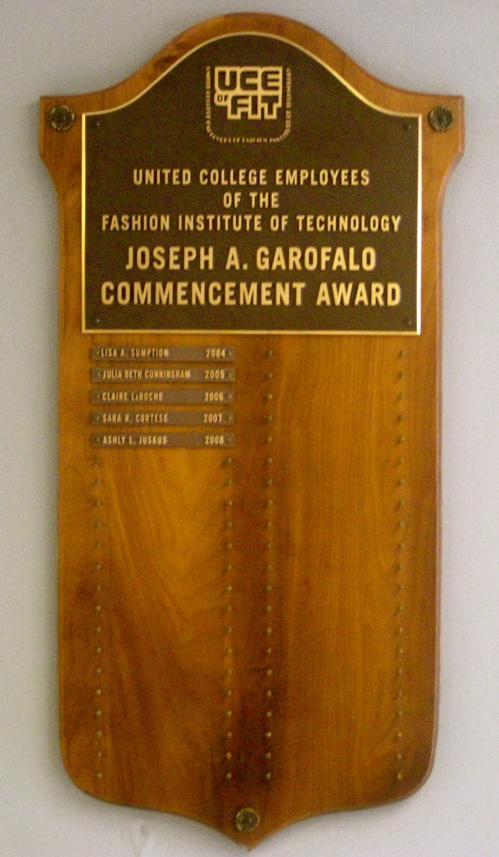 UCE
OF FIT
UNITED COLLEGE EMPLOYEES
OF THE
FASHION INSTITUTE OF TECHNOLOGY
JOSEPH A. GAROFALO
COMMENCEMENT AWARD
LISA A. SUMPTION 2004
JULIA BETH CUNNINGHAM 2005
CLAIRE LaROCHE 2006
SARA R. CORTESE 2007
ASHLY L. JUSKUS 2008